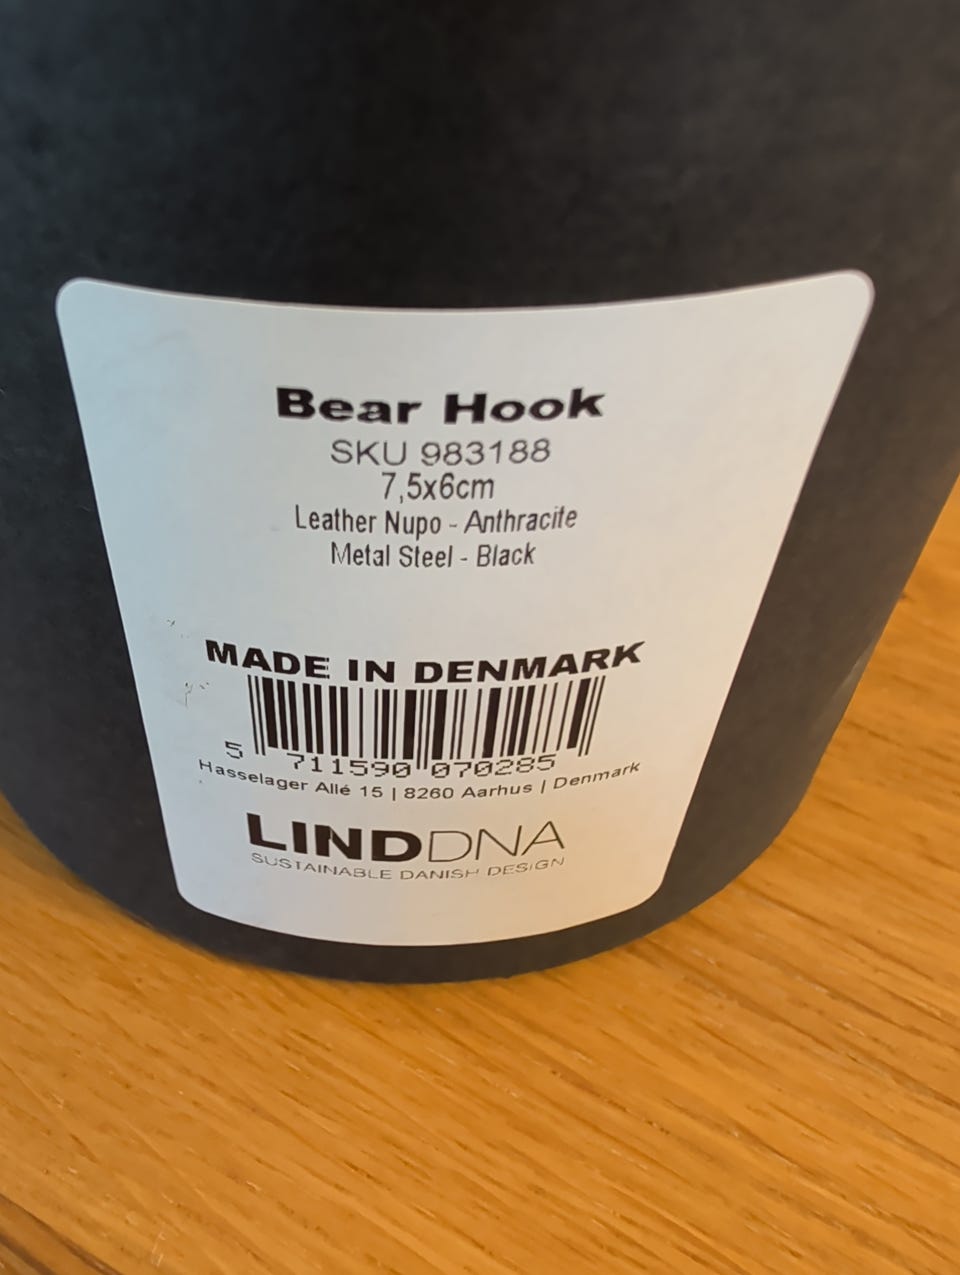 Bear Hook
SKU 983188
7,5x6cm
Leather Nupo - Anthracite
Metal Steel - Black
MADE IN DENMARK
5 711590 070285
Hasselager Allé 15 | 8260 Aarhus | Denmark
LINDDNA
SUSTAINABLE DANISH DESIGN